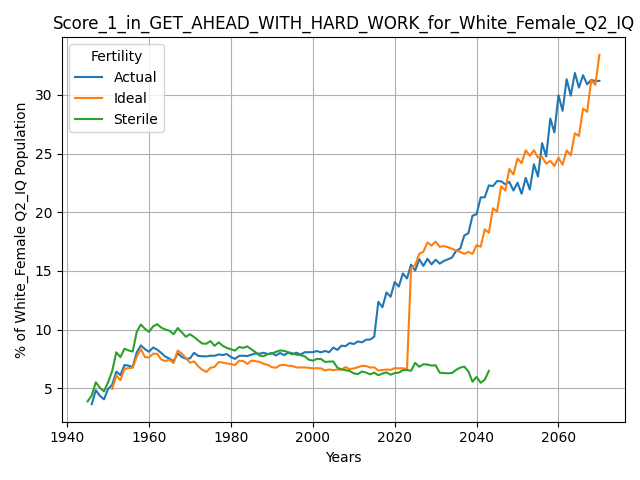 Score_1_in_GET_AHEAD_WITH_HARD_WORK_for_White_Female_Q2_IQ
Fertility
Actual
Ideal
Sterile
% of White_Female Q2_IQ Population
30
25
20
15
10
5
1940 1960 1980 2000 2020 2040 2060
Years